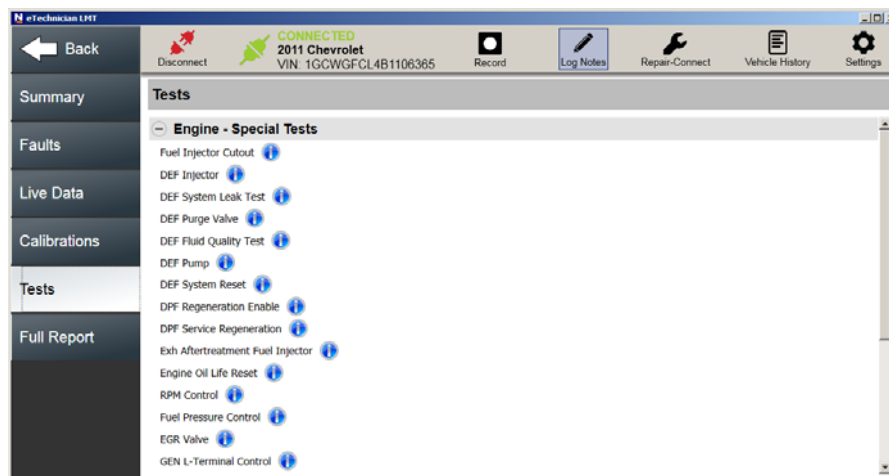 eTechnician LMT
Back
Disconnect
CONNECTED
2011 Chevrolet
VIN: 1GCWGFCL4B1106365
Record
Log Notes
Repair-Connect
Vehicle History
Settings
Summary
Faults
Live Data
Calibrations
Tests
Full Report
Tests
Engine - Special Tests
Fuel Injector Cutout
DEF Injector
DEF System Leak Test
DEF Purge Valve
DEF Fluid Quality Test
DEF Pump
DEF System Reset
DPF Regeneration Enable
DPF Service Regeneration
Exh Aftertreatment Fuel Injector
Engine Oil Life Reset
RPM Control
Fuel Pressure Control
EGR Valve
GEN L-Terminal Control